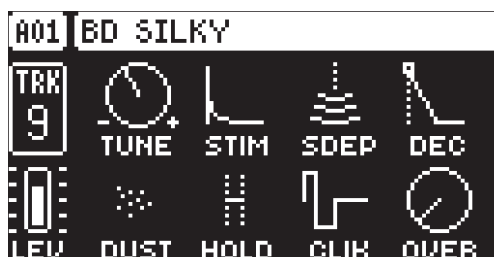 A01 BD SILKY
TRK
9
TUNE STIM SDEP DEC
LEV DUST HOLD CLIK OVER